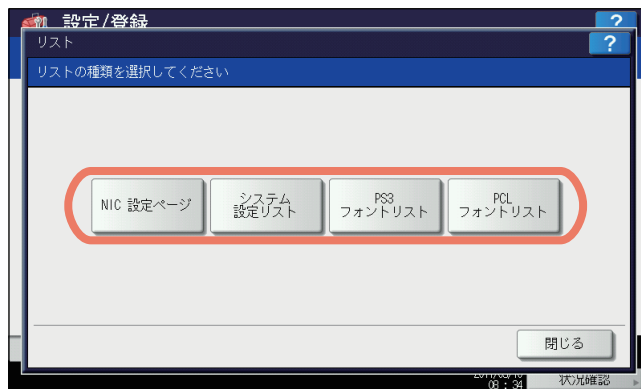 設定/登録
?
リスト
?
リストの種類を選択してください
NIC 設定ページ
システム
設定リスト
PS3
フォントリスト
PCL
フォントリスト
閉じる
08:34
状況確認